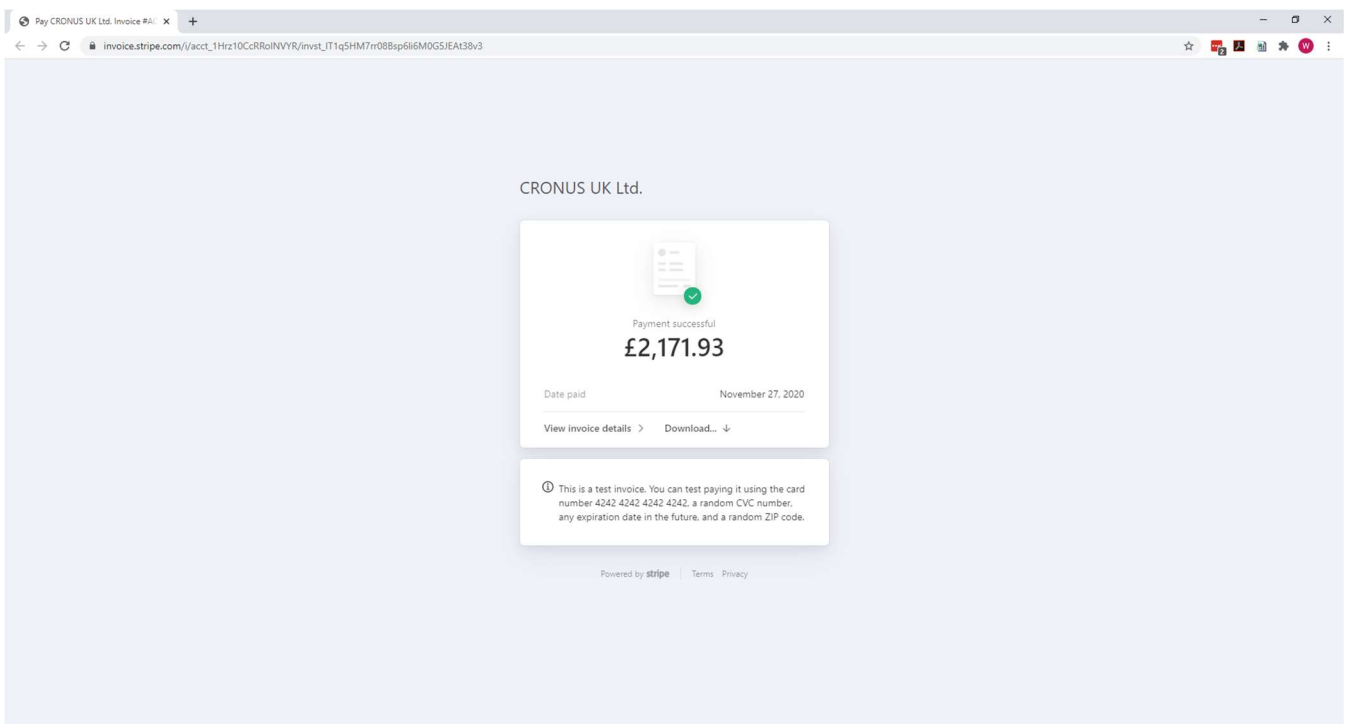 Pay CRONUS UK Ltd. Invoice #A
invoice.stripe.com/i/acct_1Hrz10CcRRoINVYR/invst_IT1q5HM7rr08Bsp6li6M0G5JEAt38v3
2
W
CRONUS UK Ltd.
Payment successful
£2,171.93
Date paid November 27, 2020
View invoice details > Download... ↓
This is a test invoice. You can test paying it using the card
number 4242 4242 4242 4242, a random CVC number,
any expiration date in the future, and a random ZIP code.
Powered by stripe | Terms Privacy